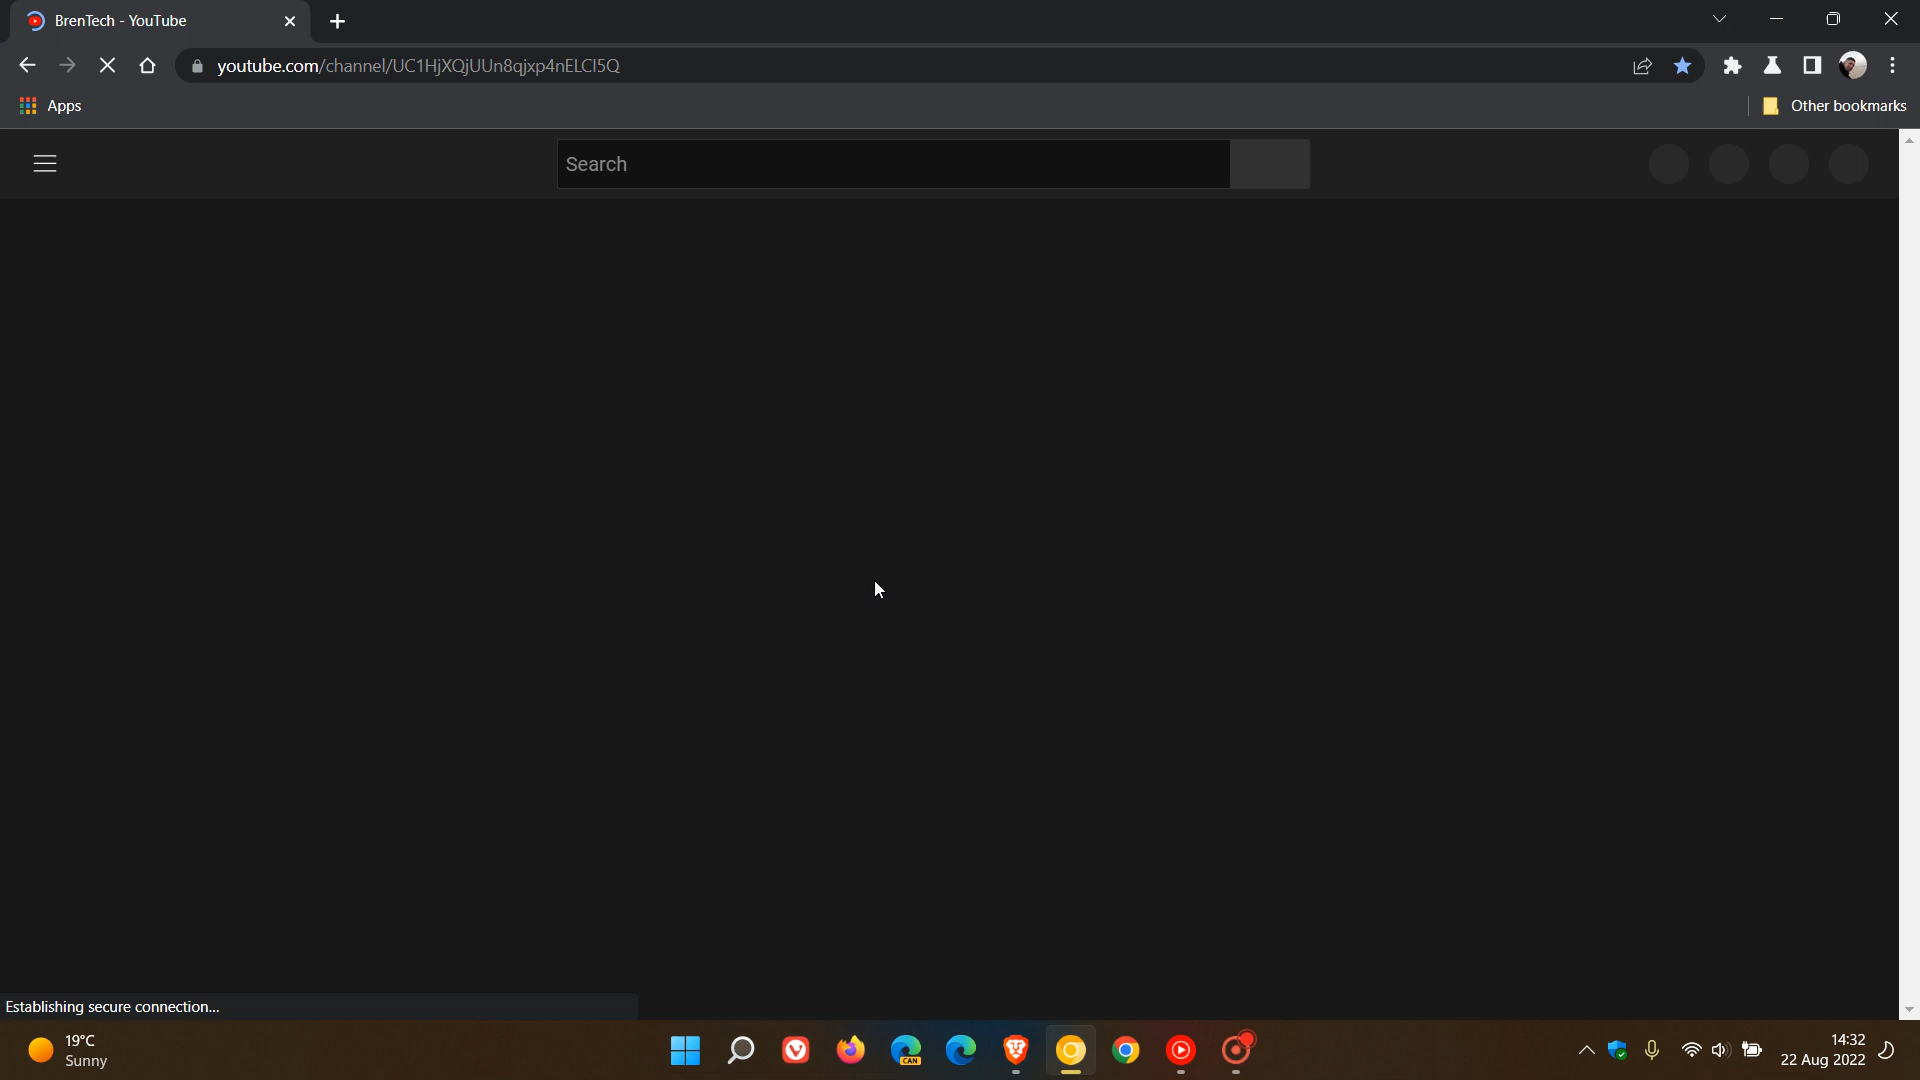 BrenTech - YouTube
youtube.com/channel/UC1HjXQjUUn8qjxp4nELCI5Q
Apps
Other bookmarks
Search
Establishing secure connection...
19°C
Sunny
CAN
14:32
22 Aug 2022